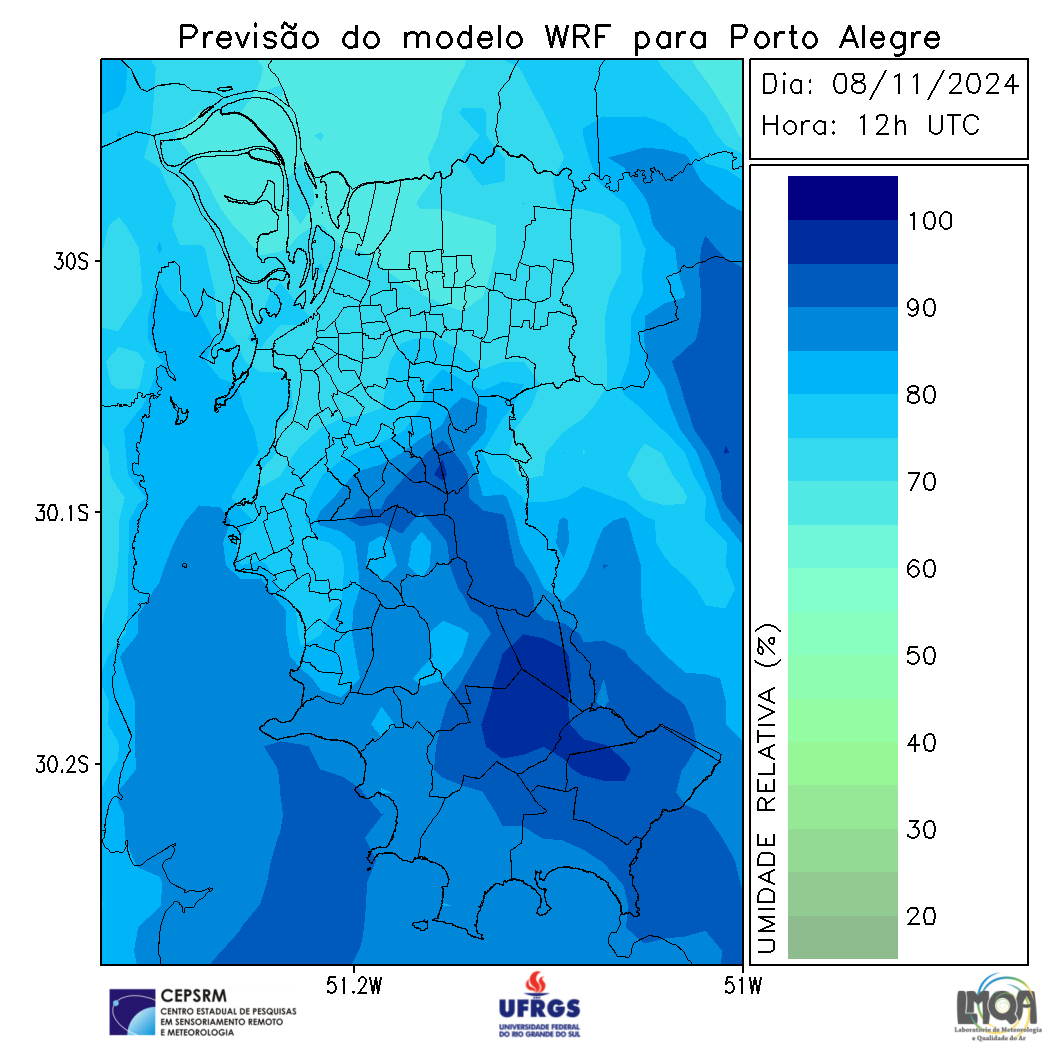 Previsão do modelo WRF para Porto Alegre
Dia: 08/11/2024
Hora: 12h UTC
100
90
80
70
60
50
40
30
20
UMIDADE RELATIVA (%)
30S
30.1S
30.2S
51.2W
51W
CEPSRM
CENTRO ESTADUAL DE PESQUISAS
EM SENSORIAMENTO REMOTO
E METEOROLOGIA
UFRGS
UNIVERSIDADE FEDERAL
DO RIO GRANDE DO SUL
LMQA
Laboratório de Meteorologia
e Qualidade do Ar